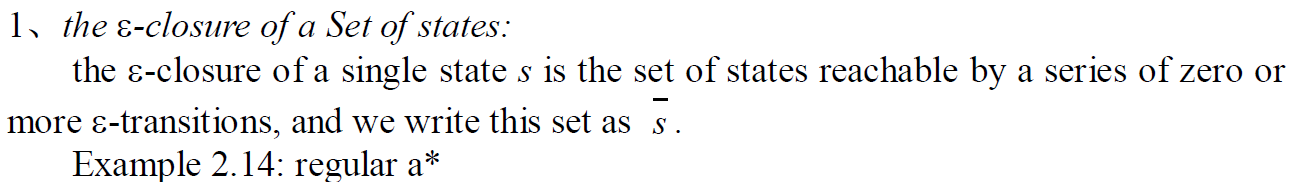 1、the ε-closure of a Set of states:
the ε-closure of a single state s is the set of states reachable by a series of zero or
more ε-transitions, and we write this set as s̅.
Example 2.14: regular a*